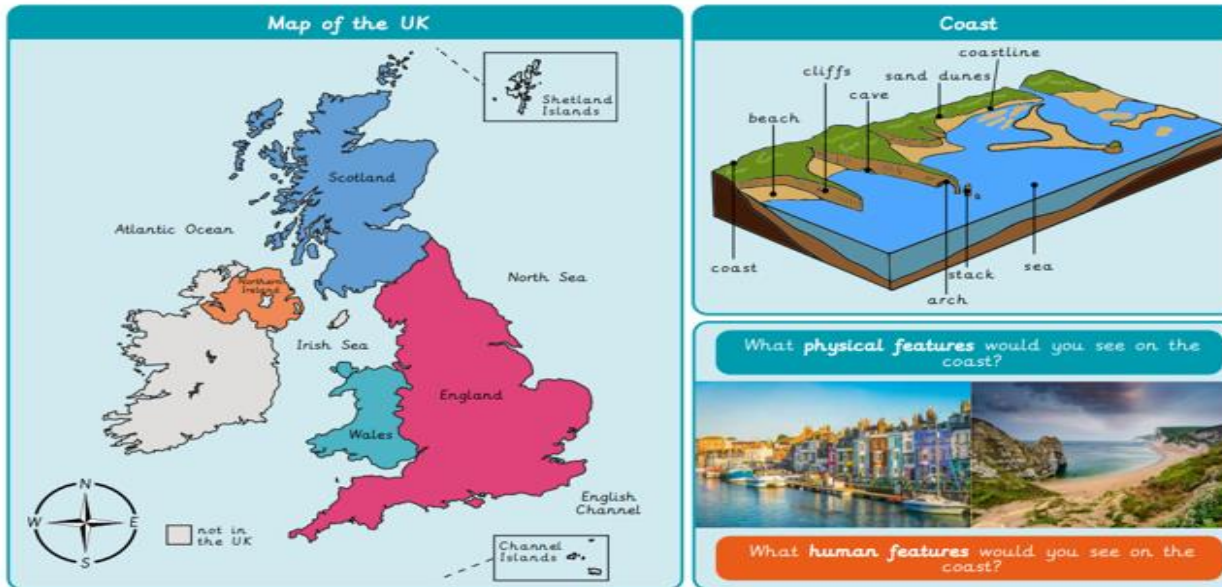 Map of the UK
Shetland
Islands
Scotland
Atlantic Ocean
North Sea
Northern
Ireland
Irish Sea
England
Wales
English
Channel
N
W
E
S
not in
the UK
Channel
Islands
Coast
coastline
cliffs
sand dunes
cave
beach
coast
stack
sea
arch
What physical features would you see on the
coast?
What human features would you see on the
coast?